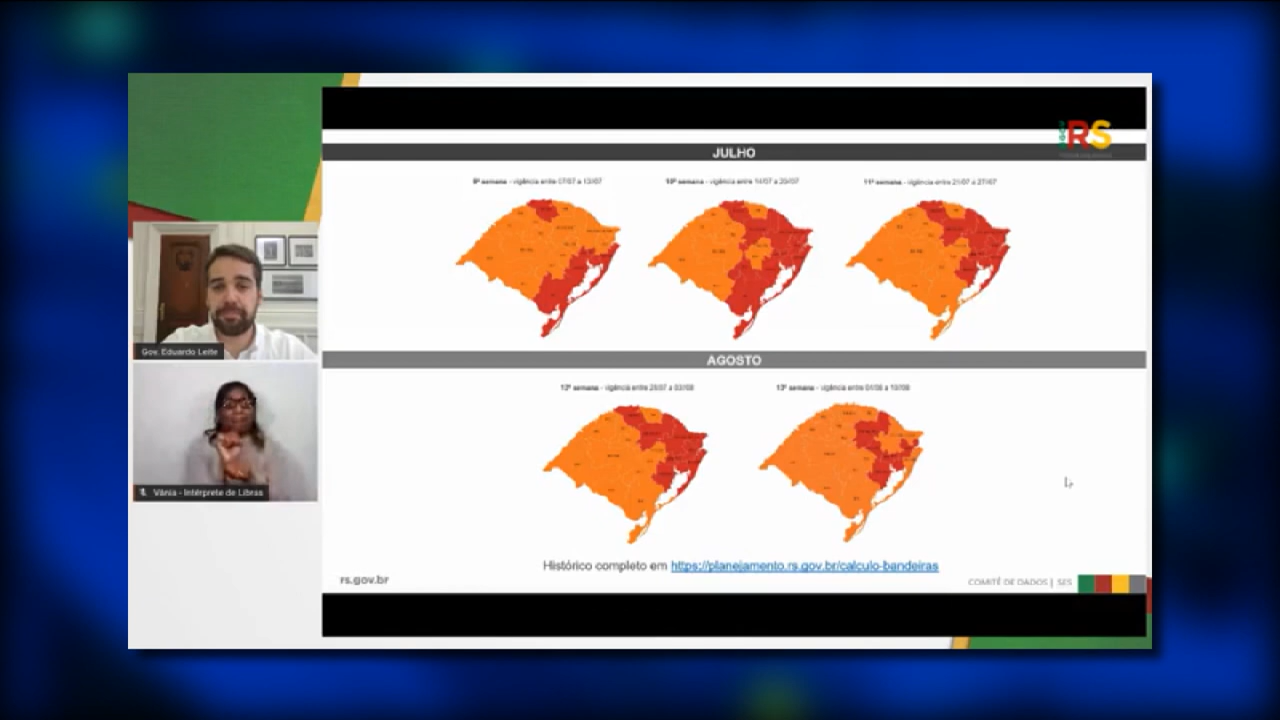 RS
JULHO
9ª semana - vigência entre 07/07 a 13/07
10ª semana - vigência entre 14/07 a 20/07
11ª semana - vigência entre 21/07 a 27/07
Gov. Eduardo Leite
AGOSTO
12ª semana - vigência entre 28/07 a 03/08
13ª semana - vigência entre 04/08 a 10/08
Vânia - Intérprete de Libras
Histórico completo em https://planejamento.rs.gov.br/calculo-bandeiras
rs.gov.br
COMITÊ DE DADOS | SES